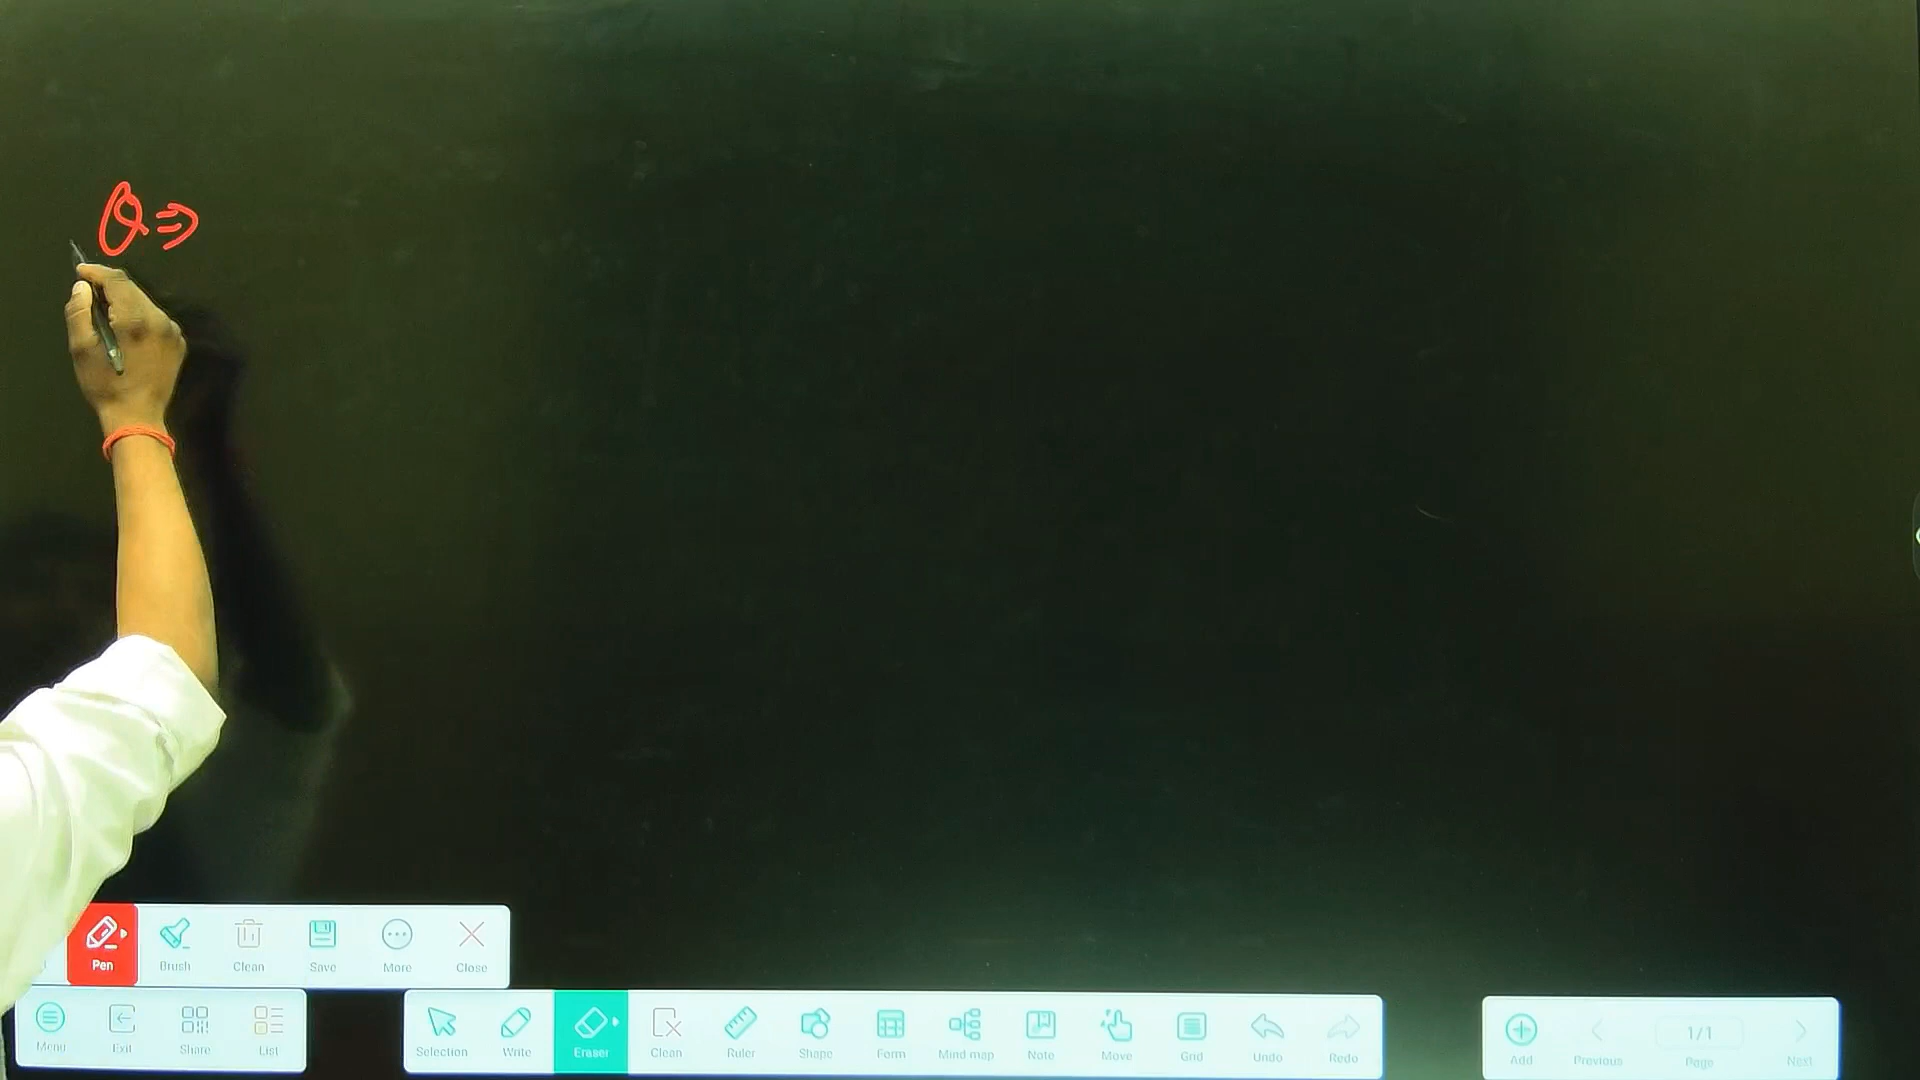 Q ⇒
Pen Brush Clean Save More Close
Menu Exit Share List Selection Write Eraser Clean Ruler Shape Form Mind map Note Move Grid Undo Redo Add Previous 1/1 Page Next